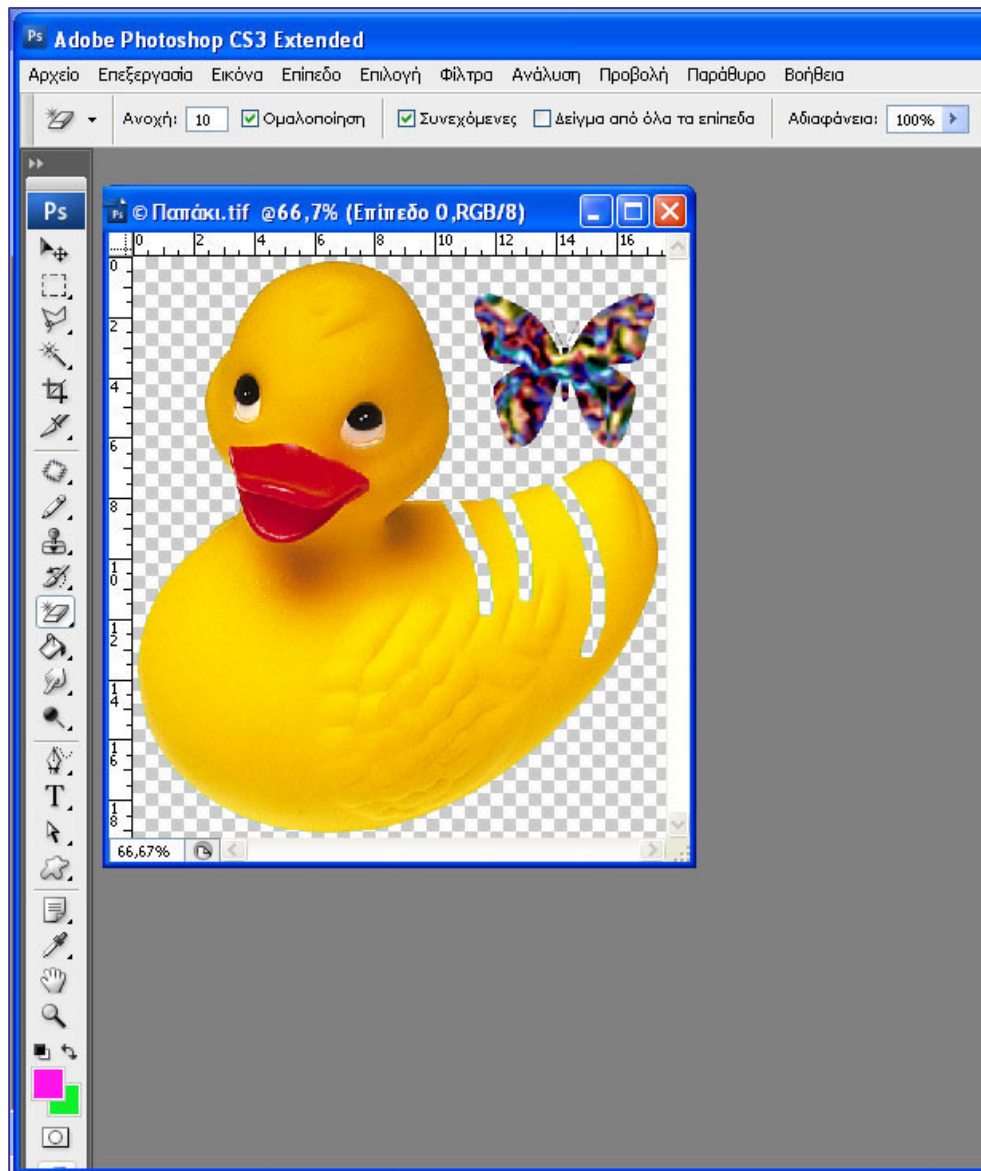 Ps Adobe Photoshop CS3 Extended
Αρχείο Επεξεργασία Εικόνα Επίπεδο Επιλογή Φίλτρα Ανάλυση Προβολή Παράθυρο Βοήθεια
Ανοχή: 10 Ομαλοποίηση Συνεχόμενες Δείγμα από όλα τα επίπεδα Αδιαφάνεια: 100%
Ps
Ps © Παπάκι.tif @66,7% (Επίπεδο 0,RGB/8)
0 2 4 6 8 10 12 14 16
0
2
4
6
8
10
12
14
16
18
T
66,67%